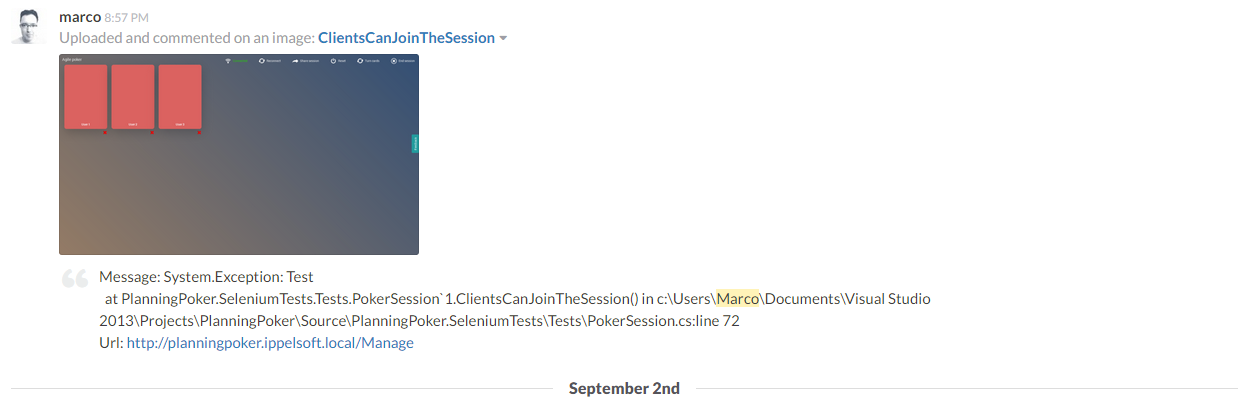 marco 8:57 PM
Uploaded and commented on an image: ClientsCanJoinTheSession
Agile poker
Message: System.Exception: Test
at PlanningPoker.SeleniumTests.Tests.PokerSession`1.ClientsCanJoinTheSession() in c:\Users\Marco\Documents\Visual Studio
2013\Projects\PlanningPoker\Source\PlanningPoker.SeleniumTests\Tests\PokerSession.cs:line 72
Url: http://planningpoker.ippelsoft.local/Manage
September 2nd